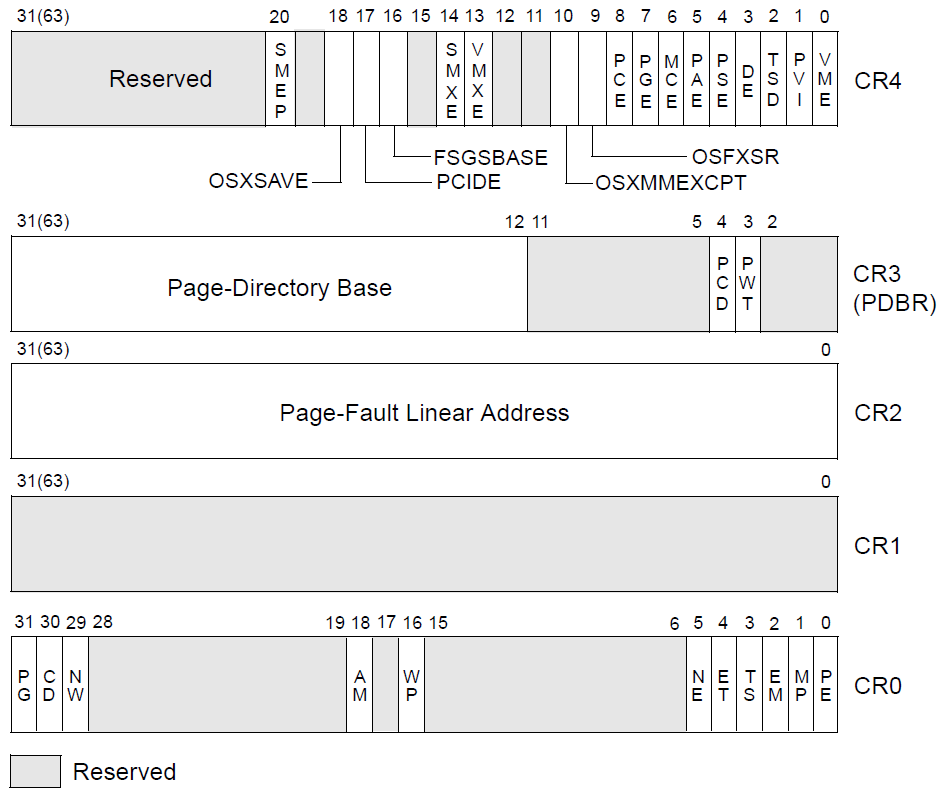 31(63) 20 18 17 16 15 14 13 12 11 10 9 8 7 6 5 4 3 2 1 0
Reserved SMEP SMXE VMXE PCE PGE MCE PAE PSE DE TSD PVI VME CR4
OSXSAVE PCIDE FSGSBASE OSXMMEXCPT OSFXSR
31(63) 12 11 5 4 3 2
Page-Directory Base PCD PWT CR3
(PDBR)
31(63) 0
Page-Fault Linear Address CR2
31(63) 0
CR1
31 30 29 28 19 18 17 16 15 6 5 4 3 2 1 0
PG CD NW AM WP NE ET TS EM MP PE CR0
Reserved